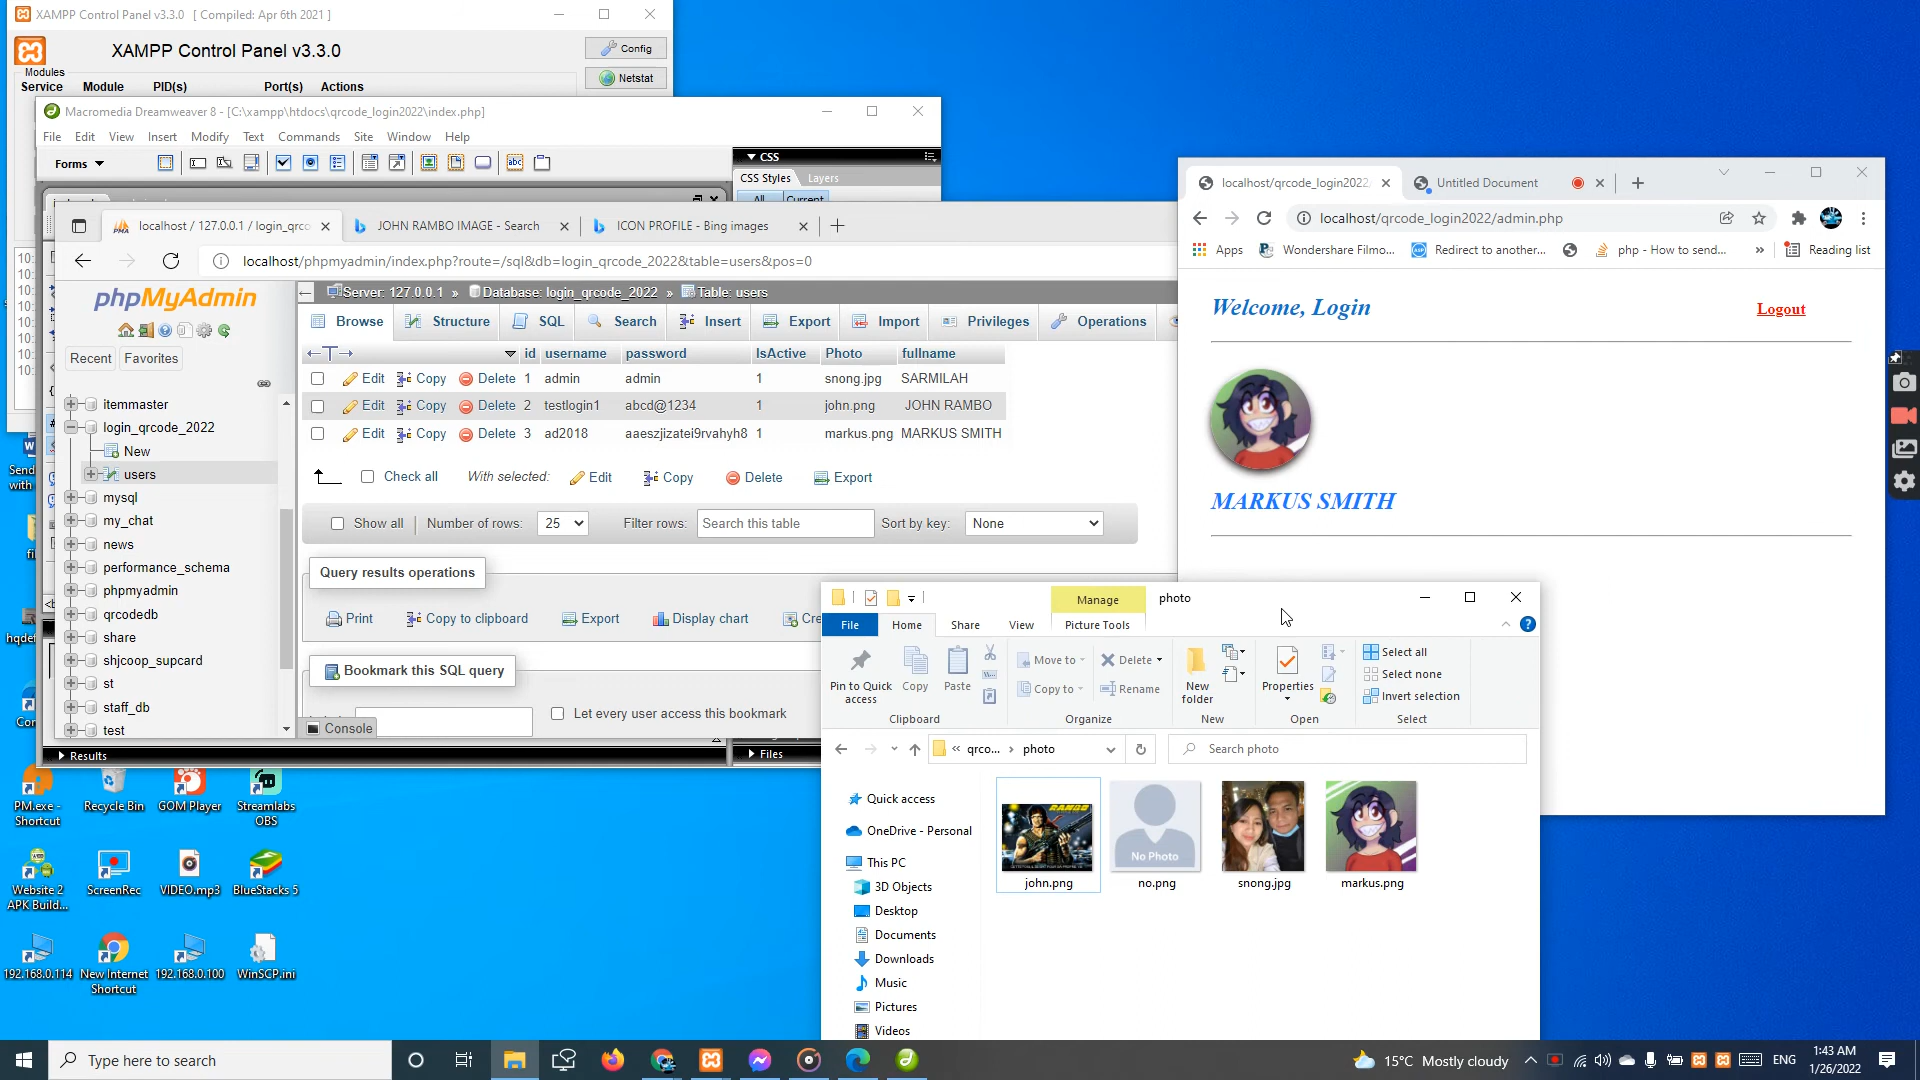 XAMPP Control Panel v3.3.0 [ Compiled: Apr 6th 2021 ]
XAMPP Control Panel v3.3.0
Config
Netstat
Modules
Service Module PID(s) Port(s) Actions
Macromedia Dreamweaver 8 - [C:\xampp\htdocs\qrcode_login2022\index.php]
File Edit View Insert Modify Text Commands Site Window Help
Forms
CSS
CSS Styles Layers
All Current
localhost / 127.0.0.1 / login_qrco
JOHN RAMBO IMAGE - Search
ICON PROFILE - Bing images
localhost/phpmyadmin/index.php?route=/sql&db=login_qrcode_2022&table=users&pos=0
phpMyAdmin
Recent Favorites
itemmaster
login_qrcode_2022
New
users
mysql
my_chat
news
performance_schema
phpmyadmin
qrcodedb
share
shjcoop_supcard
st
staff_db
test
Server: 127.0.0.1 » Database: login_qrcode_2022 » Table: users
Browse Structure SQL Search Insert Export Import Privileges Operations
id username password IsActive Photo fullname
Edit Copy Delete 1 admin admin 1 snong.jpg SARMILAH
Edit Copy Delete 2 testlogin1 abcd@1234 1 john.png JOHN RAMBO
Edit Copy Delete 3 ad2018 aaeszjizatei9rvahyh8 1 markus.png MARKUS SMITH
Check all With selected: Edit Copy Delete Export
Show all Number of rows: 25 Filter rows: Search this table Sort by key: None
Query results operations
Print Copy to clipboard Export Display chart Cre
Bookmark this SQL query
Let every user access this bookmark
Console
Results
Files
localhost/qrcode_login2022
Untitled Document
localhost/qrcode_login2022/admin.php
Apps Wondershare Filmo... Redirect to another... php - How to send... » Reading list
Welcome, Login
Logout
MARKUS SMITH
Manage
photo
File Home Share View Picture Tools
Pin to Quick access
Copy
Paste
Clipboard
Move to
Copy to
Delete
Rename
Organize
New folder
New
Properties
Open
Select all
Select none
Invert selection
Select
« qrco... › photo
Search photo
Quick access
OneDrive - Personal
This PC
3D Objects
Desktop
Documents
Downloads
Music
Pictures
Videos
RAMBO
No Photo
john.png
no.png
snong.jpg
markus.png
Send
with
hqdef
PM.exe -
Shortcut
Recycle Bin
GOM Player
Streamlabs
OBS
Website 2
APK Build...
ScreenRec
VIDEO.mp3
BlueStacks 5
192.168.0.114
New Internet
Shortcut
192.168.0.100
WinSCP.ini
Type here to search
15°C Mostly cloudy
ENG
1:43 AM
1/26/2022